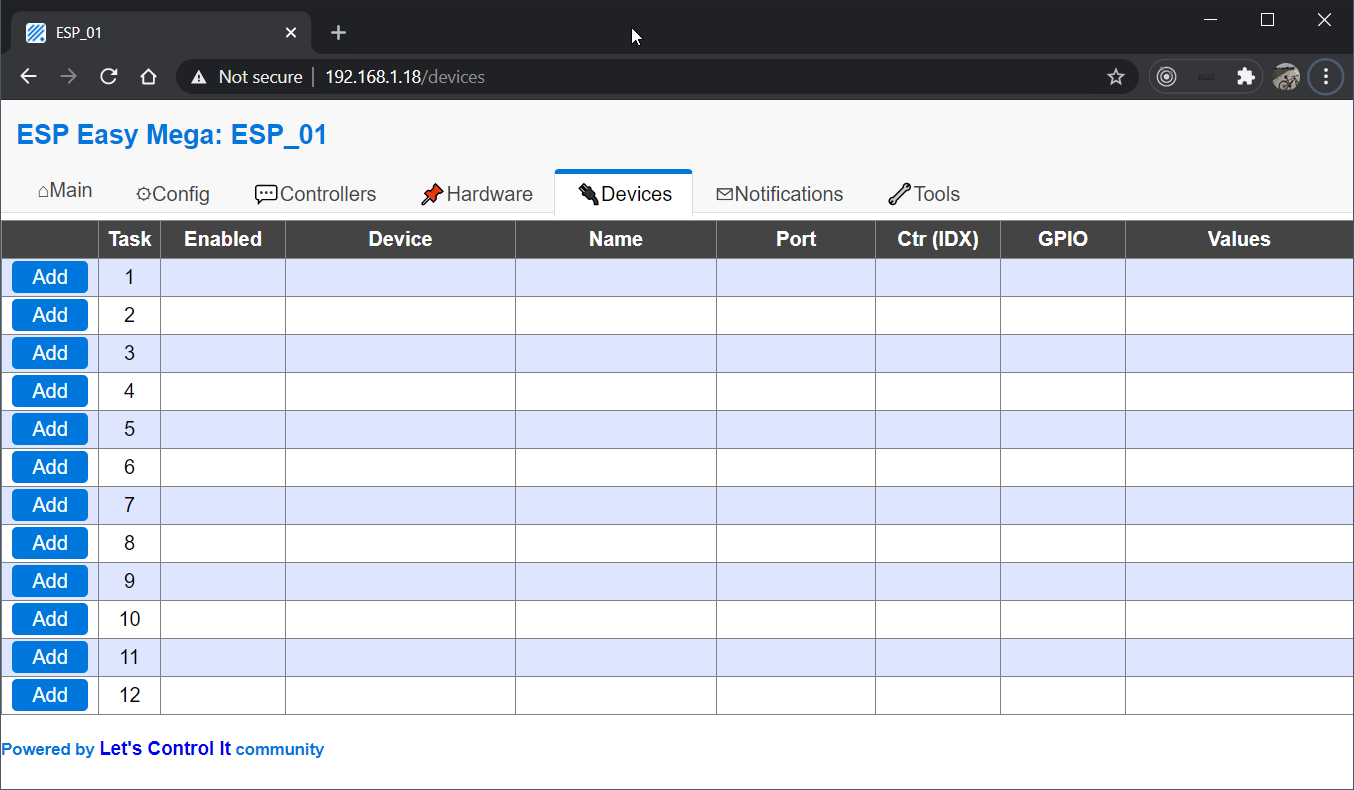 ESP_01
Not secure 192.168.1.18/devices
ESP Easy Mega: ESP_01
Main Config Controllers Hardware Devices Notifications Tools
Task Enabled Device Name Port Ctr (IDX) GPIO Values
Add 1
Add 2
Add 3
Add 4
Add 5
Add 6
Add 7
Add 8
Add 9
Add 10
Add 11
Add 12
Powered by Let's Control It community